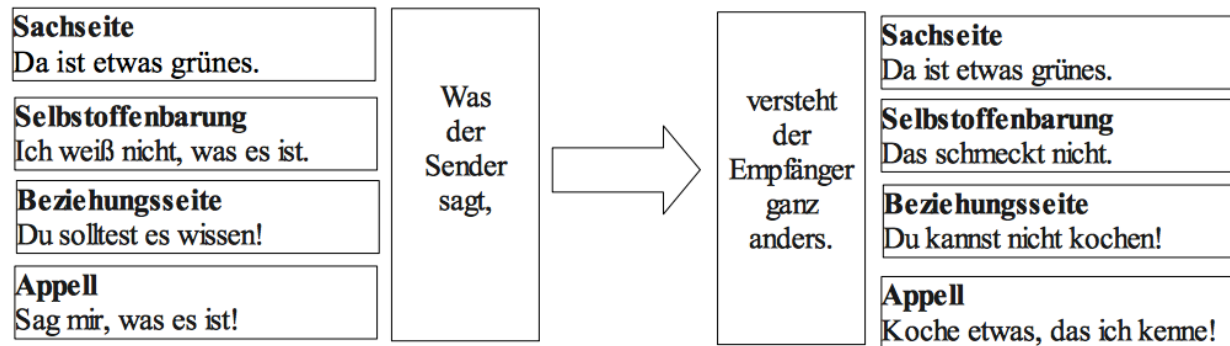 Sachseite
Da ist etwas grünes.
Selbstoffenbarung
Ich weiß nicht, was es ist.
Beziehungsseite
Du solltest es wissen!
Appell
Sag mir, was es ist!
Was
der
Sender
sagt,
versteht
der
Empfänger
ganz
anders.
Sachseite
Da ist etwas grünes.
Selbstoffenbarung
Das schmeckt nicht.
Beziehungsseite
Du kannst nicht kochen!
Appell
Koche etwas, das ich kenne!